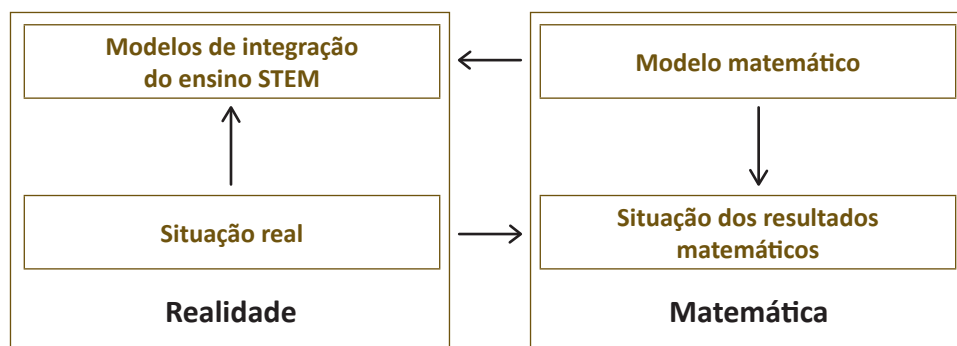 Modelos de integração
do ensino STEM
Modelo matemático
Situação real
Situação dos resultados
matemáticos
Realidade
Matemática